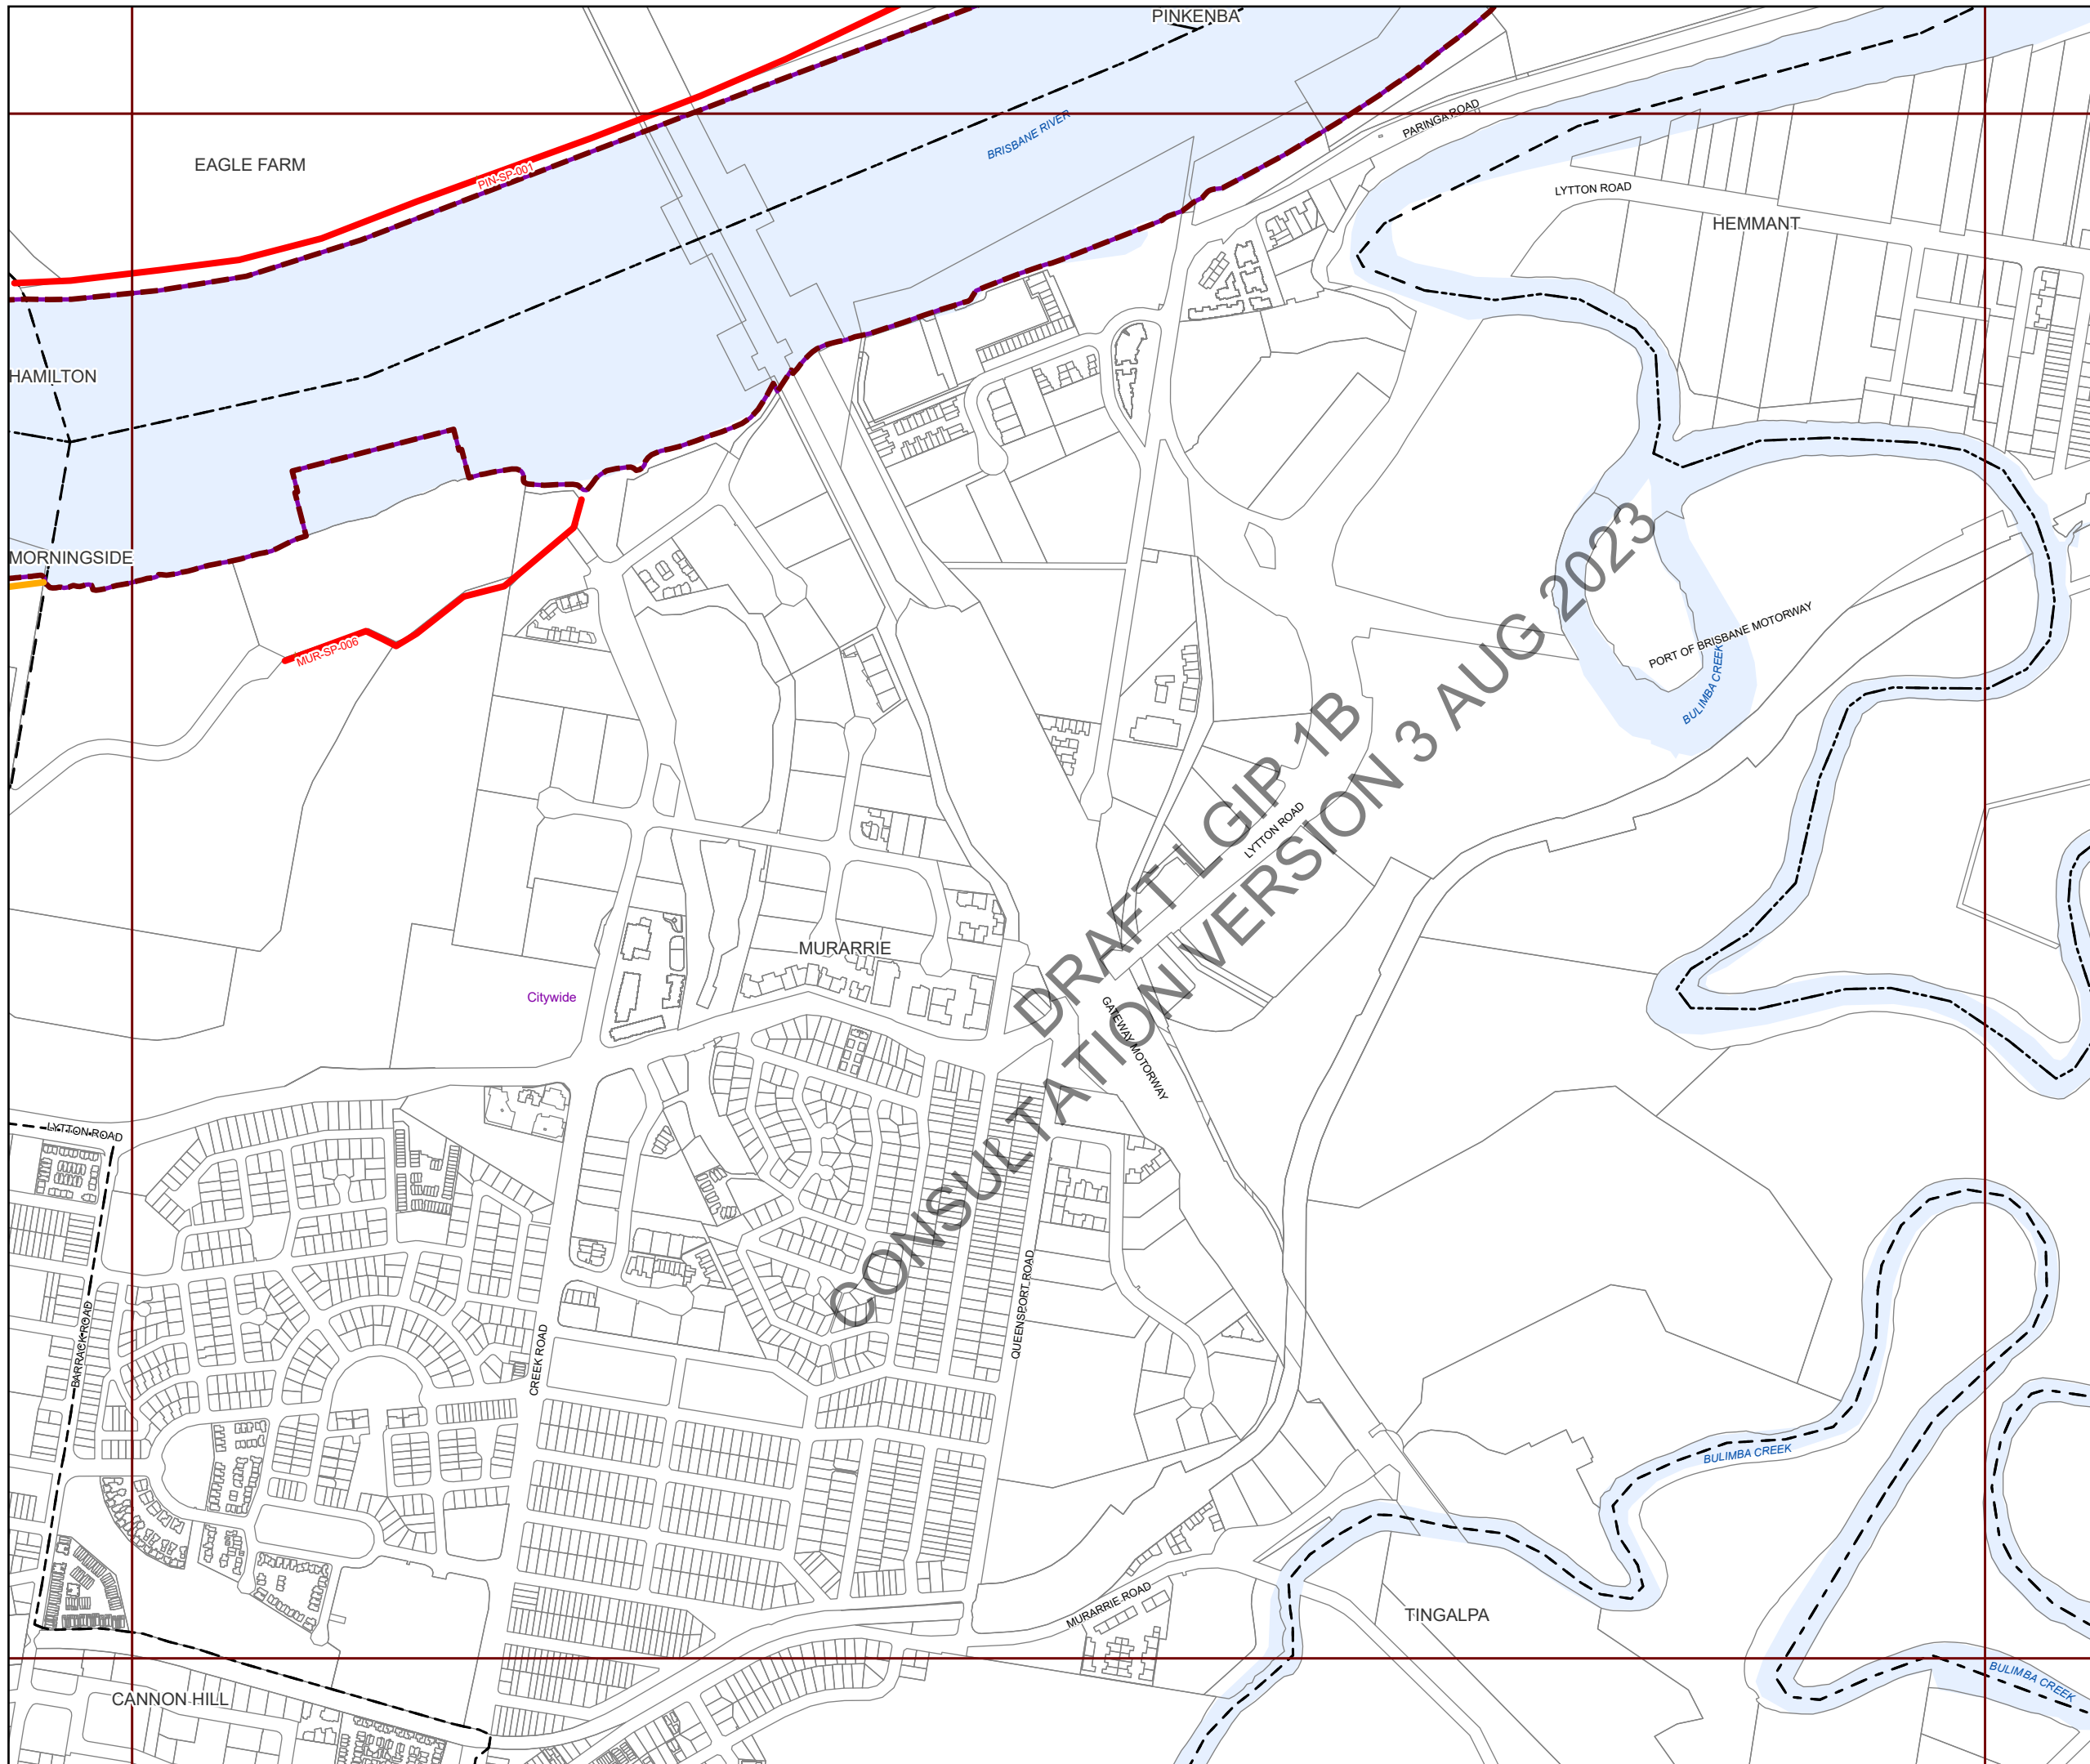 PINKENBA
BRISBANE RIVER
PARINGA ROAD
EAGLE FARM
PIN-SP-001
LYTTON ROAD
HEMMANT
HAMILTON
MORNINGSIDE
MUR-SP-006
PORT OF BRISBANE MOTORWAY
BULIMBA CREEK
DRAFT LGIP 1B
CONSULTATION VERSION 3 AUG 2023
LYTTON ROAD
MURARRIE
Citywide
GATEWAY MOTORWAY
LYTTON ROAD
QUEENSPORT ROAD
BARRACK ROAD
CREEK ROAD
BULIMBA CREEK
MURARRIE ROAD
TINGALPA
BULIMBA CREEK
CANNON HILL